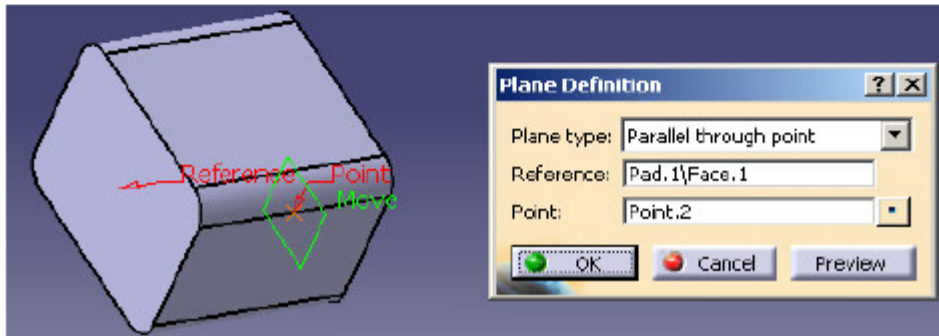 Reference
Point
Move
Plane Definition
Plane type: Parallel through point
Reference: Pad.1\Face.1
Point: Point.2
OK Cancel Preview